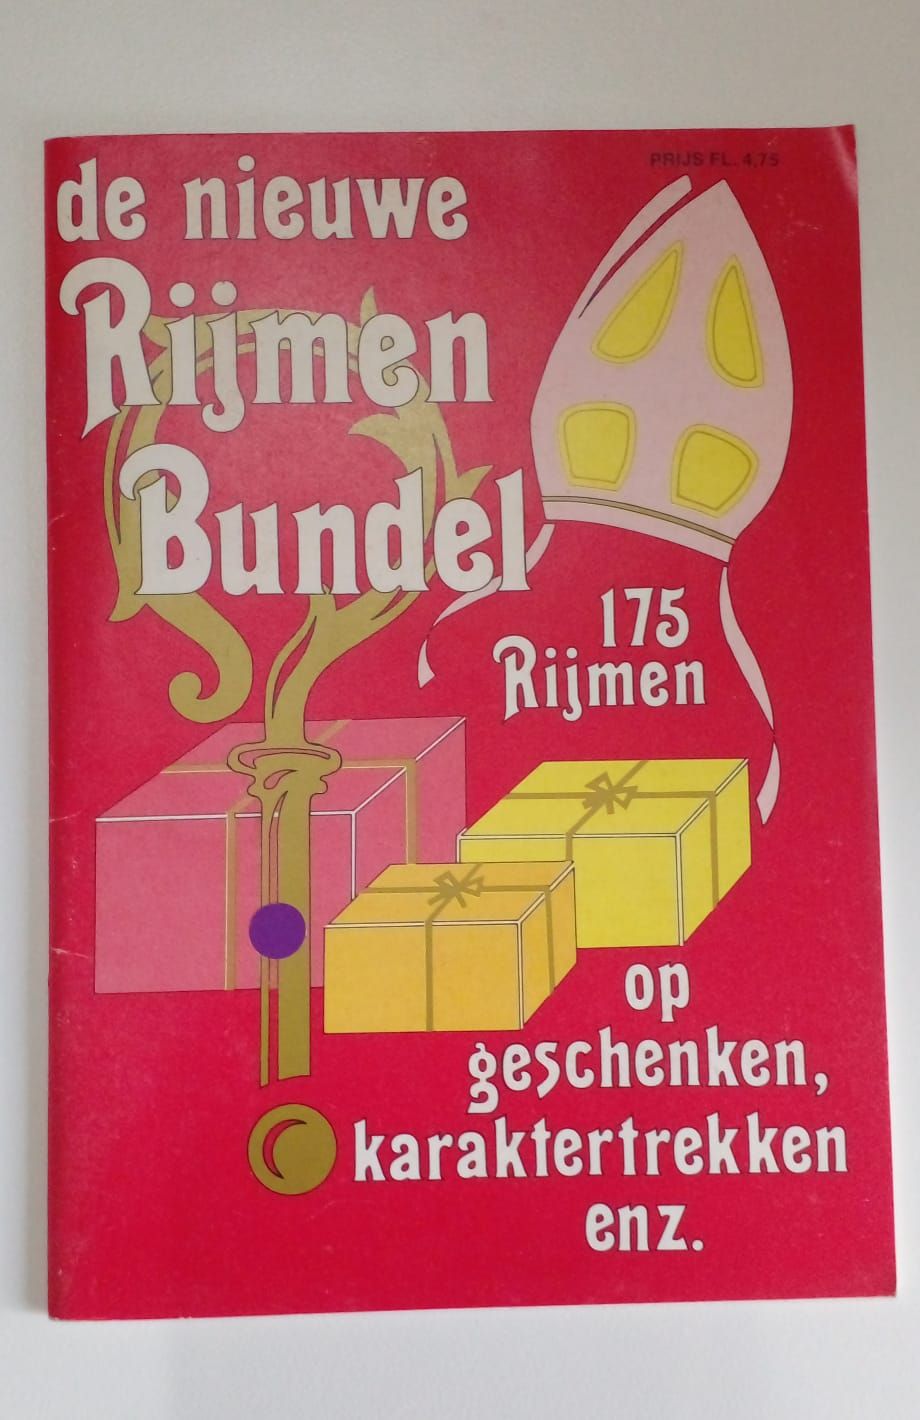 PRIJS FL. 4,75
de nieuwe
Rijmen
Bundel
175
Rijmen
op
geschenken,
karaktertrekken
enz.